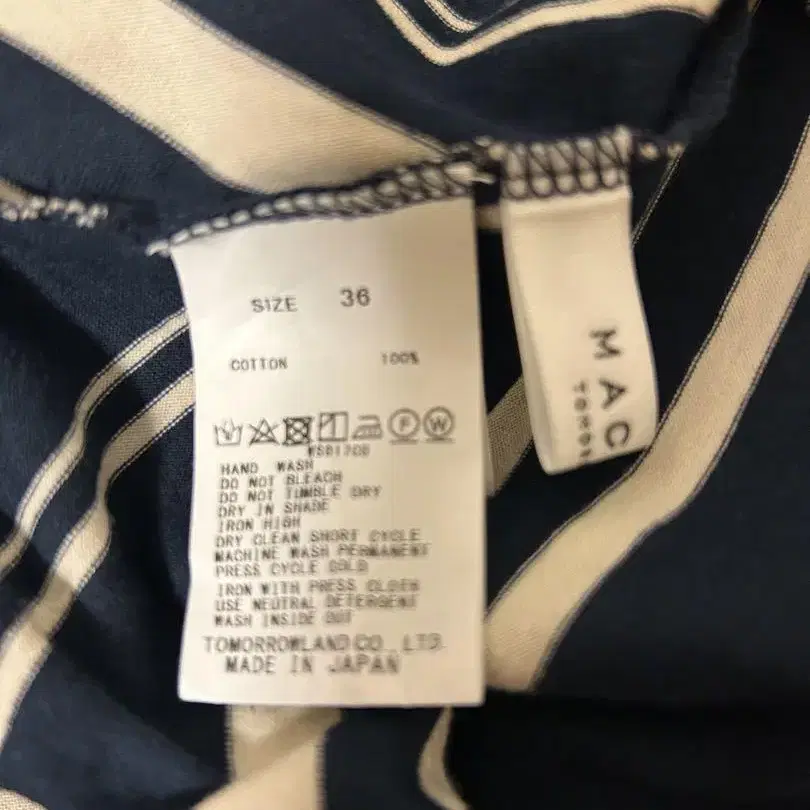 SIZE 36
COTTON 100%
F W
HAND WASH
DO NOT BLEACH
DO NOT TUMBLE DRY
DRY IN SHADE
IRON HIGH
DRY CLEAN SHORT CYCLE
MACHINE WASH PERMANENT
PRESS CYCLE COLD
IRON WITH PRESS CLOTH
USE NEUTRAL DETERGENT
WASH INSIDE OUT
TOMORROWLAND CO., LTD.
MADE IN JAPAN
MAC